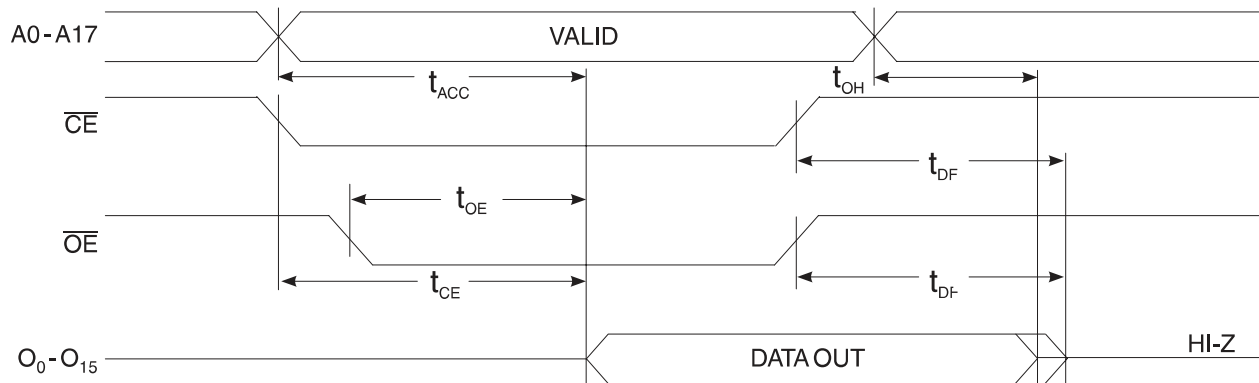 A0-A17
VALID
tACC
tOH
CE
tDF
tOE
OE
tCE
tDF
O0-O15
DATA OUT
HI-Z